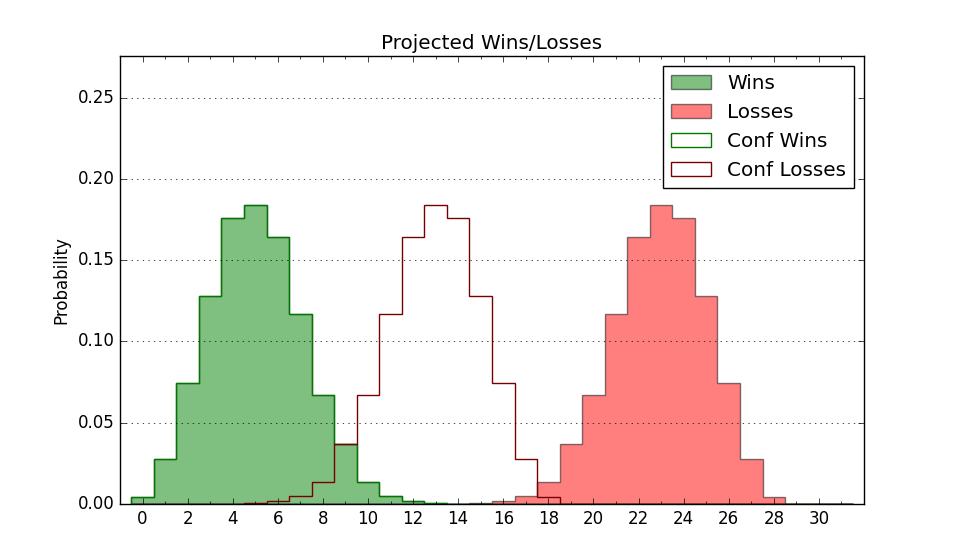 Projected Wins/Losses
Wins
Losses
Conf Wins
Conf Losses
Probability
0.25
0.20
0.15
0.10
0.05
0.00
0 2 4 6 8 10 12 14 16 18 20 22 24 26 28 30